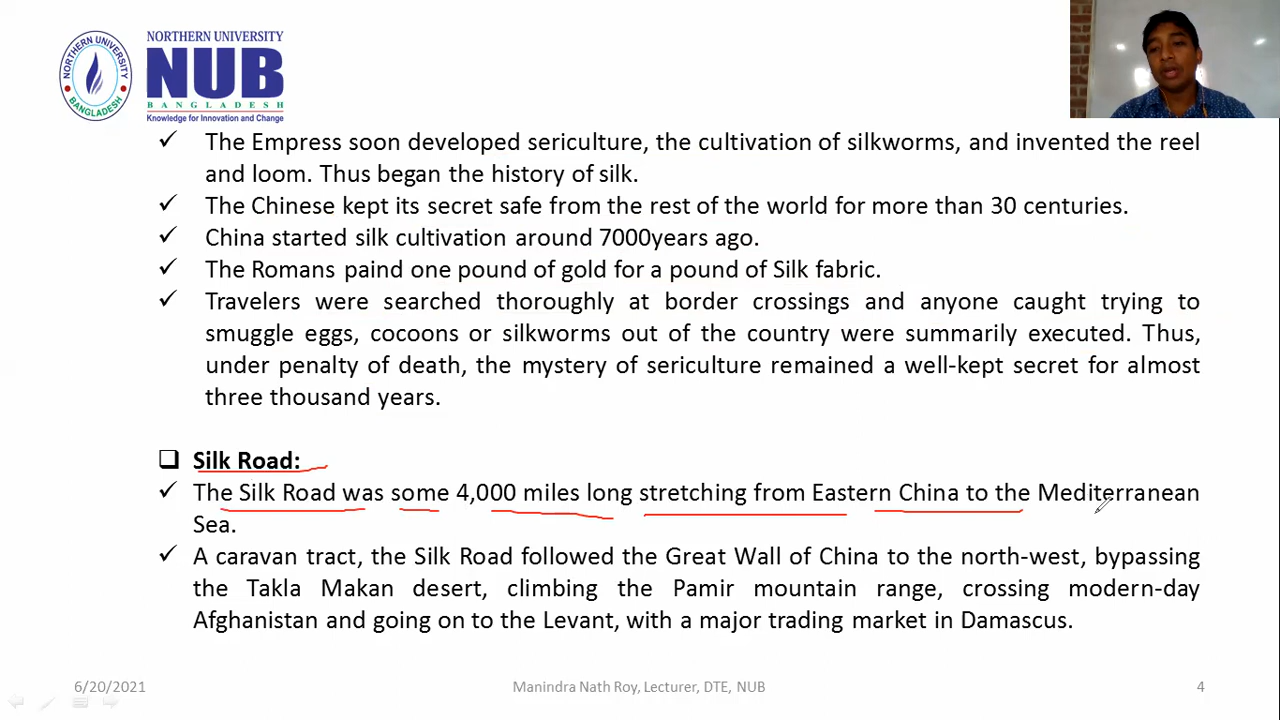 NORTHERN UNIVERSITY
BANGLADESH
NORTHERN UNIVERSITY
NUB
BANGLADESH
Knowledge for Innovation and Change
✓ The Empress soon developed sericulture, the cultivation of silkworms, and invented the reel
and loom. Thus began the history of silk.
✓ The Chinese kept its secret safe from the rest of the world for more than 30 centuries.
✓ China started silk cultivation around 7000years ago.
✓ The Romans paind one pound of gold for a pound of Silk fabric.
✓ Travelers were searched thoroughly at border crossings and anyone caught trying to
smuggle eggs, cocoons or silkworms out of the country were summarily executed. Thus,
under penalty of death, the mystery of sericulture remained a well-kept secret for almost
three thousand years.
❑ Silk Road:
✓ The Silk Road was some 4,000 miles long stretching from Eastern China to the Mediterranean
Sea.
✓ A caravan tract, the Silk Road followed the Great Wall of China to the north-west, bypassing
the Takla Makan desert, climbing the Pamir mountain range, crossing modern-day
Afghanistan and going on to the Levant, with a major trading market in Damascus.
6/20/2021
Manindra Nath Roy, Lecturer, DTE, NUB
4